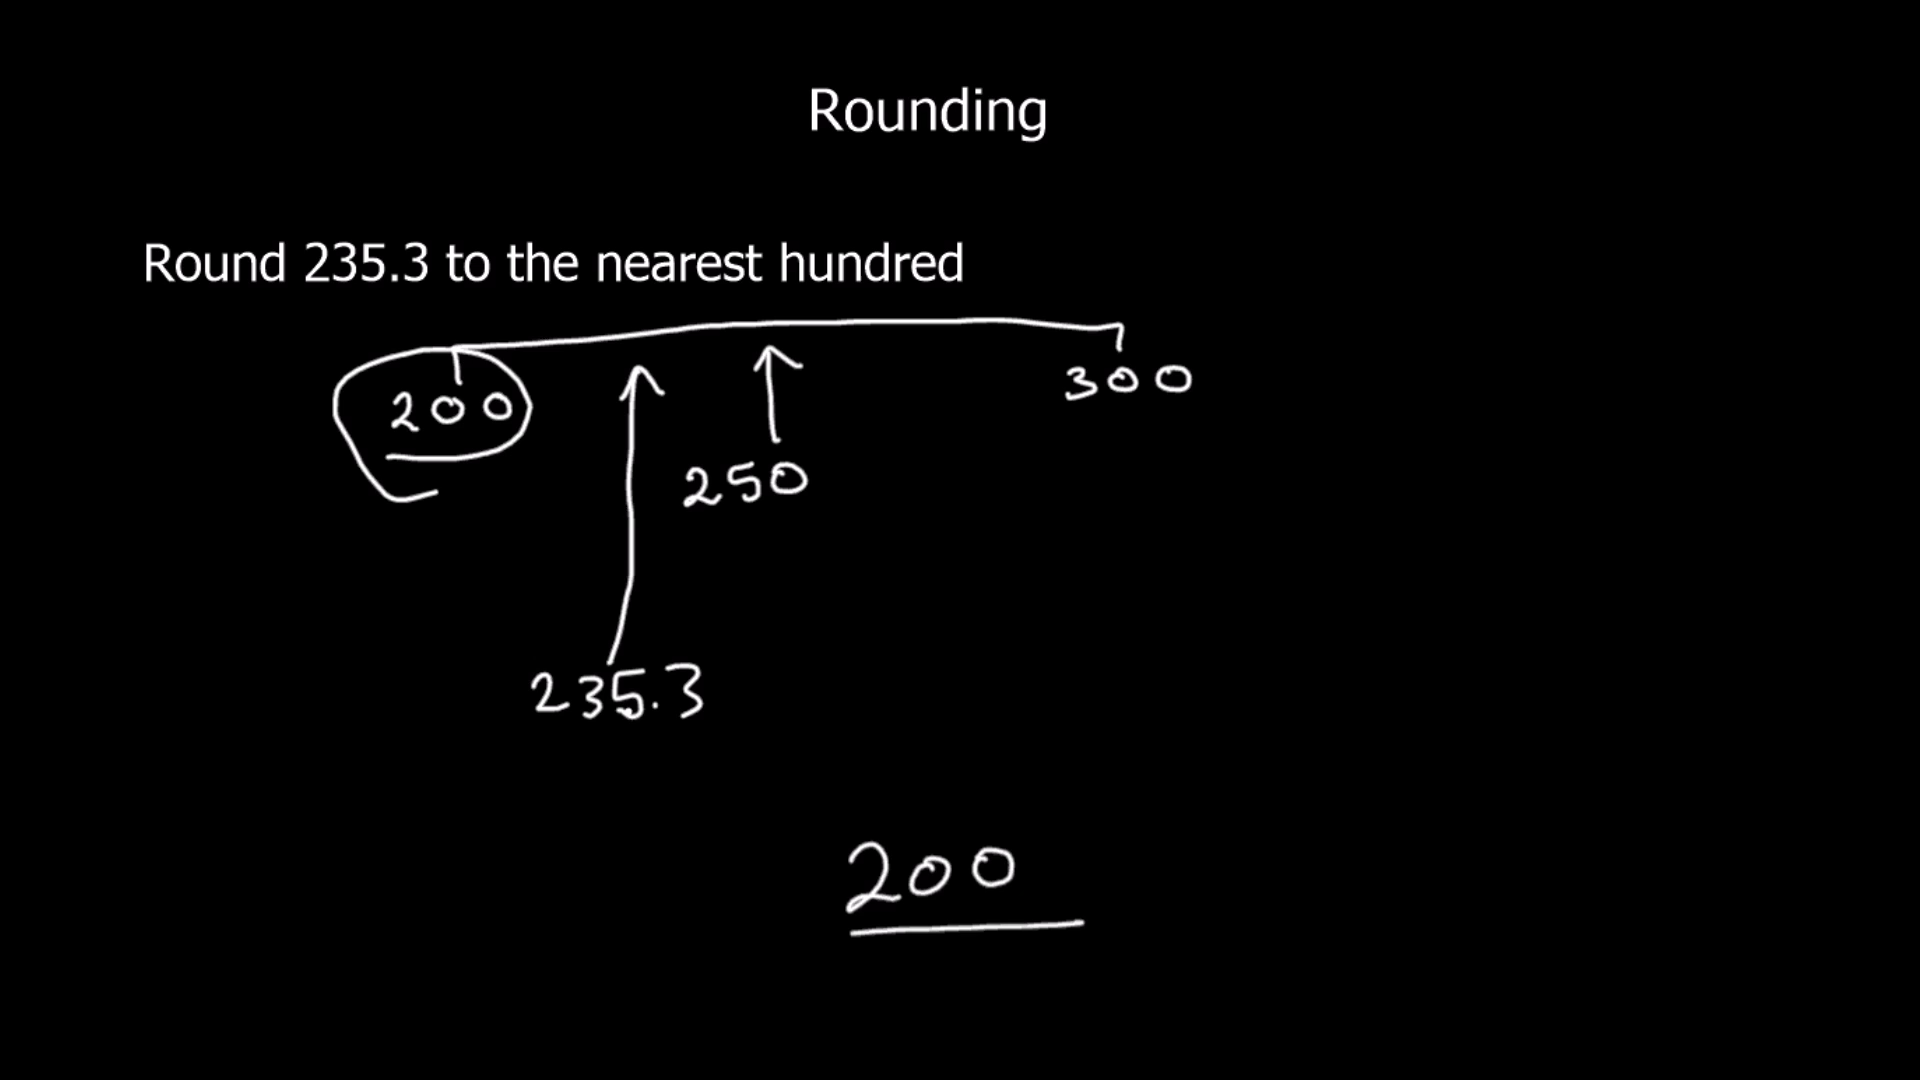 Rounding
Round 235.3 to the nearest hundred
200 300
250
235.3
200